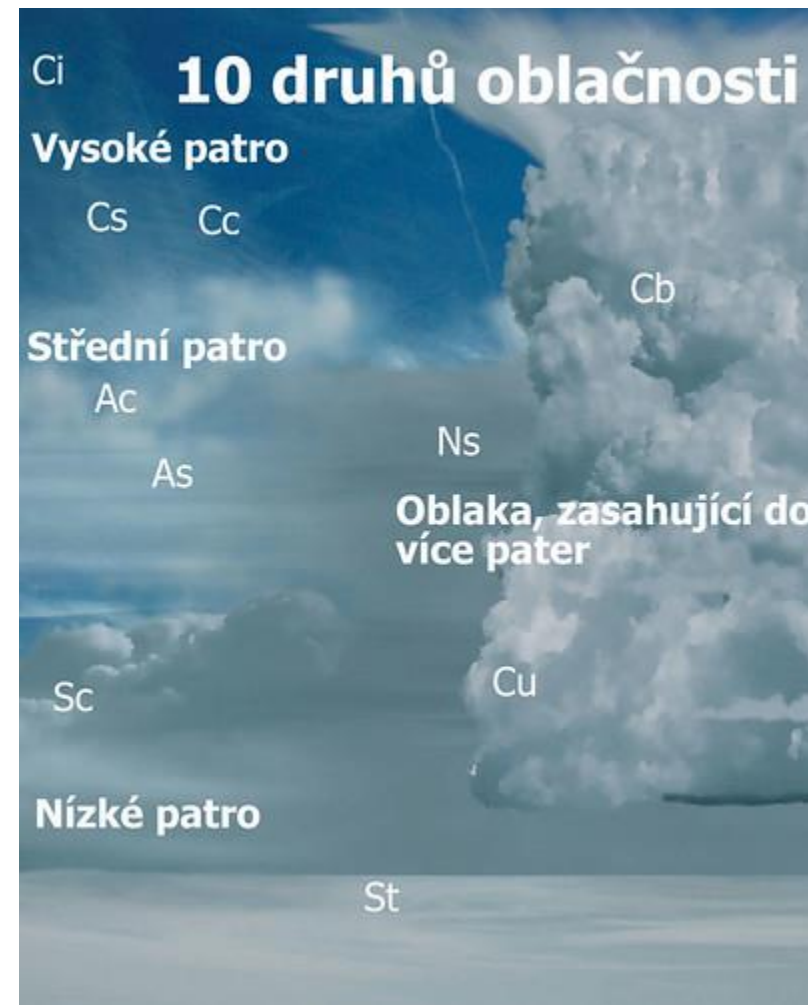 Ci
10 druhů oblačnosti
Vysoké patro
Cs Cc
Cb
Střední patro
Ac
Ns
As
Oblaka, zasahující do
více pater
Sc
Cu
Nízké patro
St